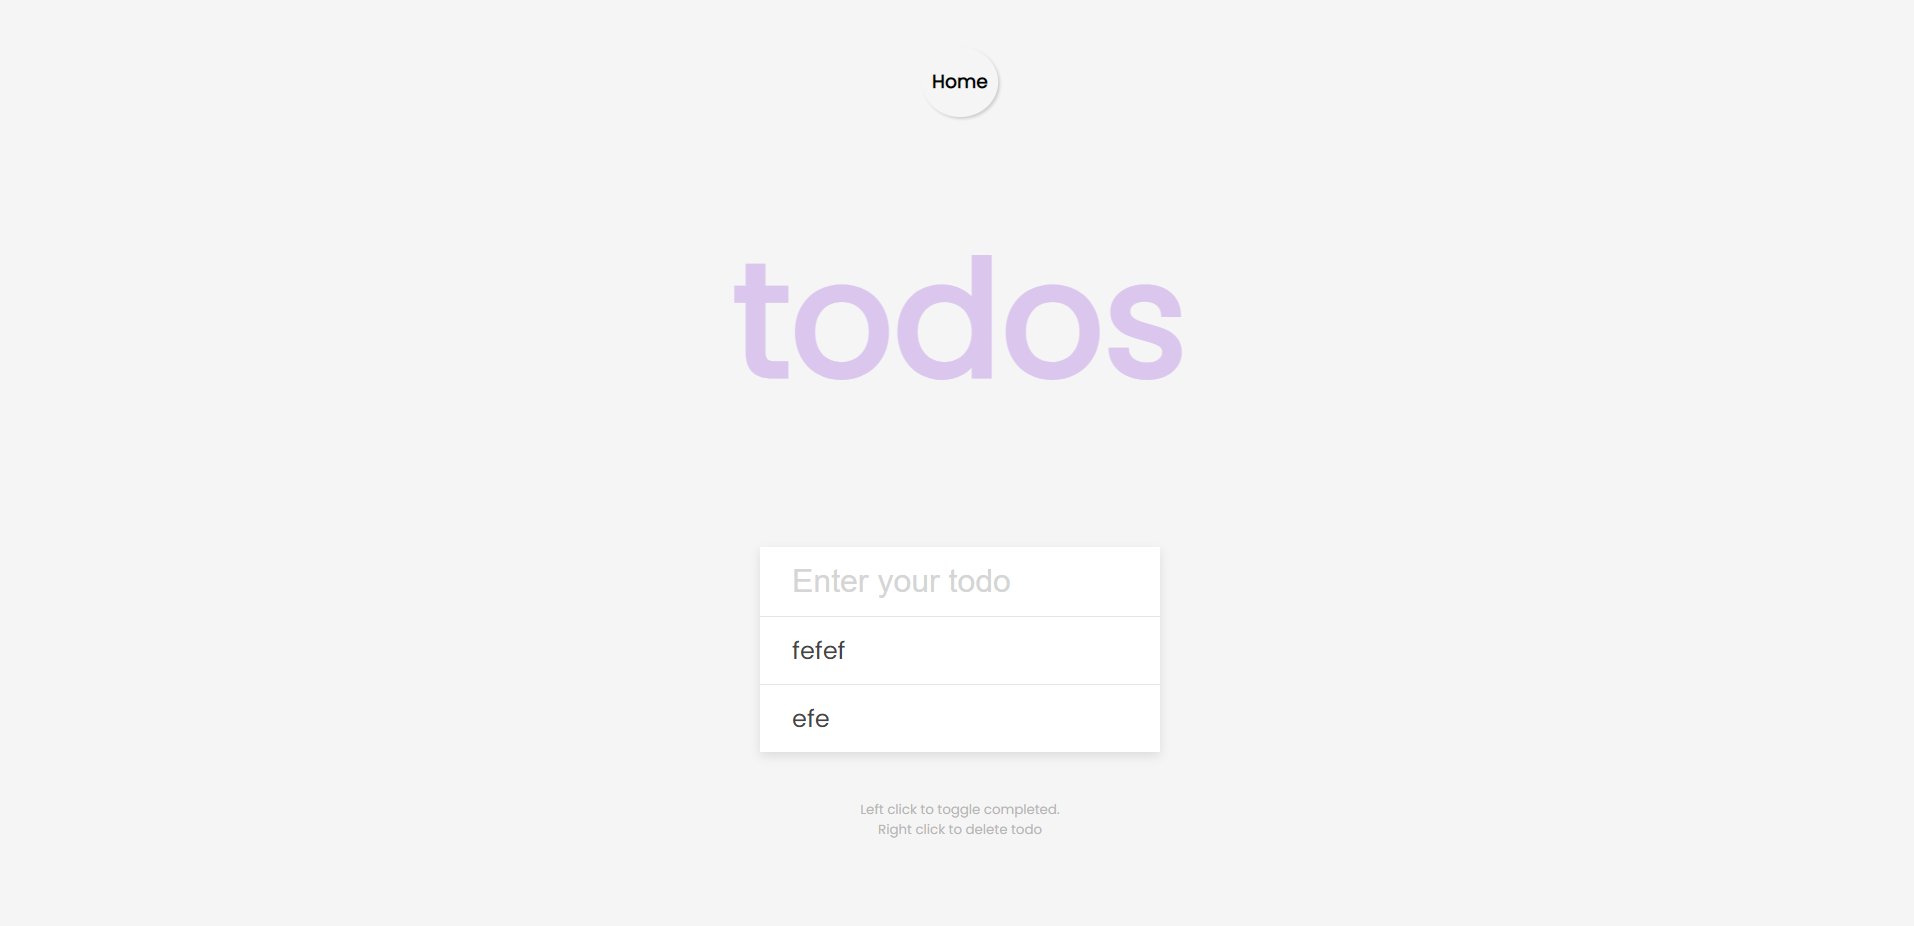 Home
todos
Enter your todo
fefef
efe
Left click to toggle completed.
Right click to delete todo